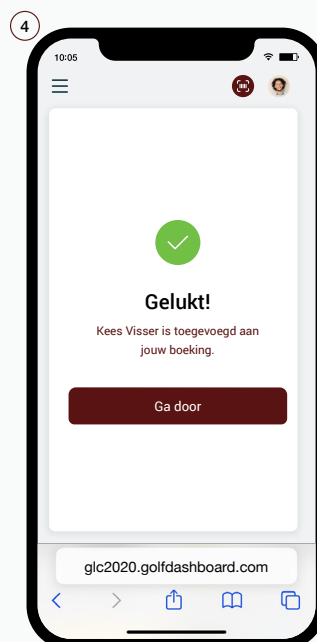 4
10:05
Gelukt!
Kees Visser is toegevoegd aan
jouw boeking.
Ga door
glc2020.golfdashboard.com